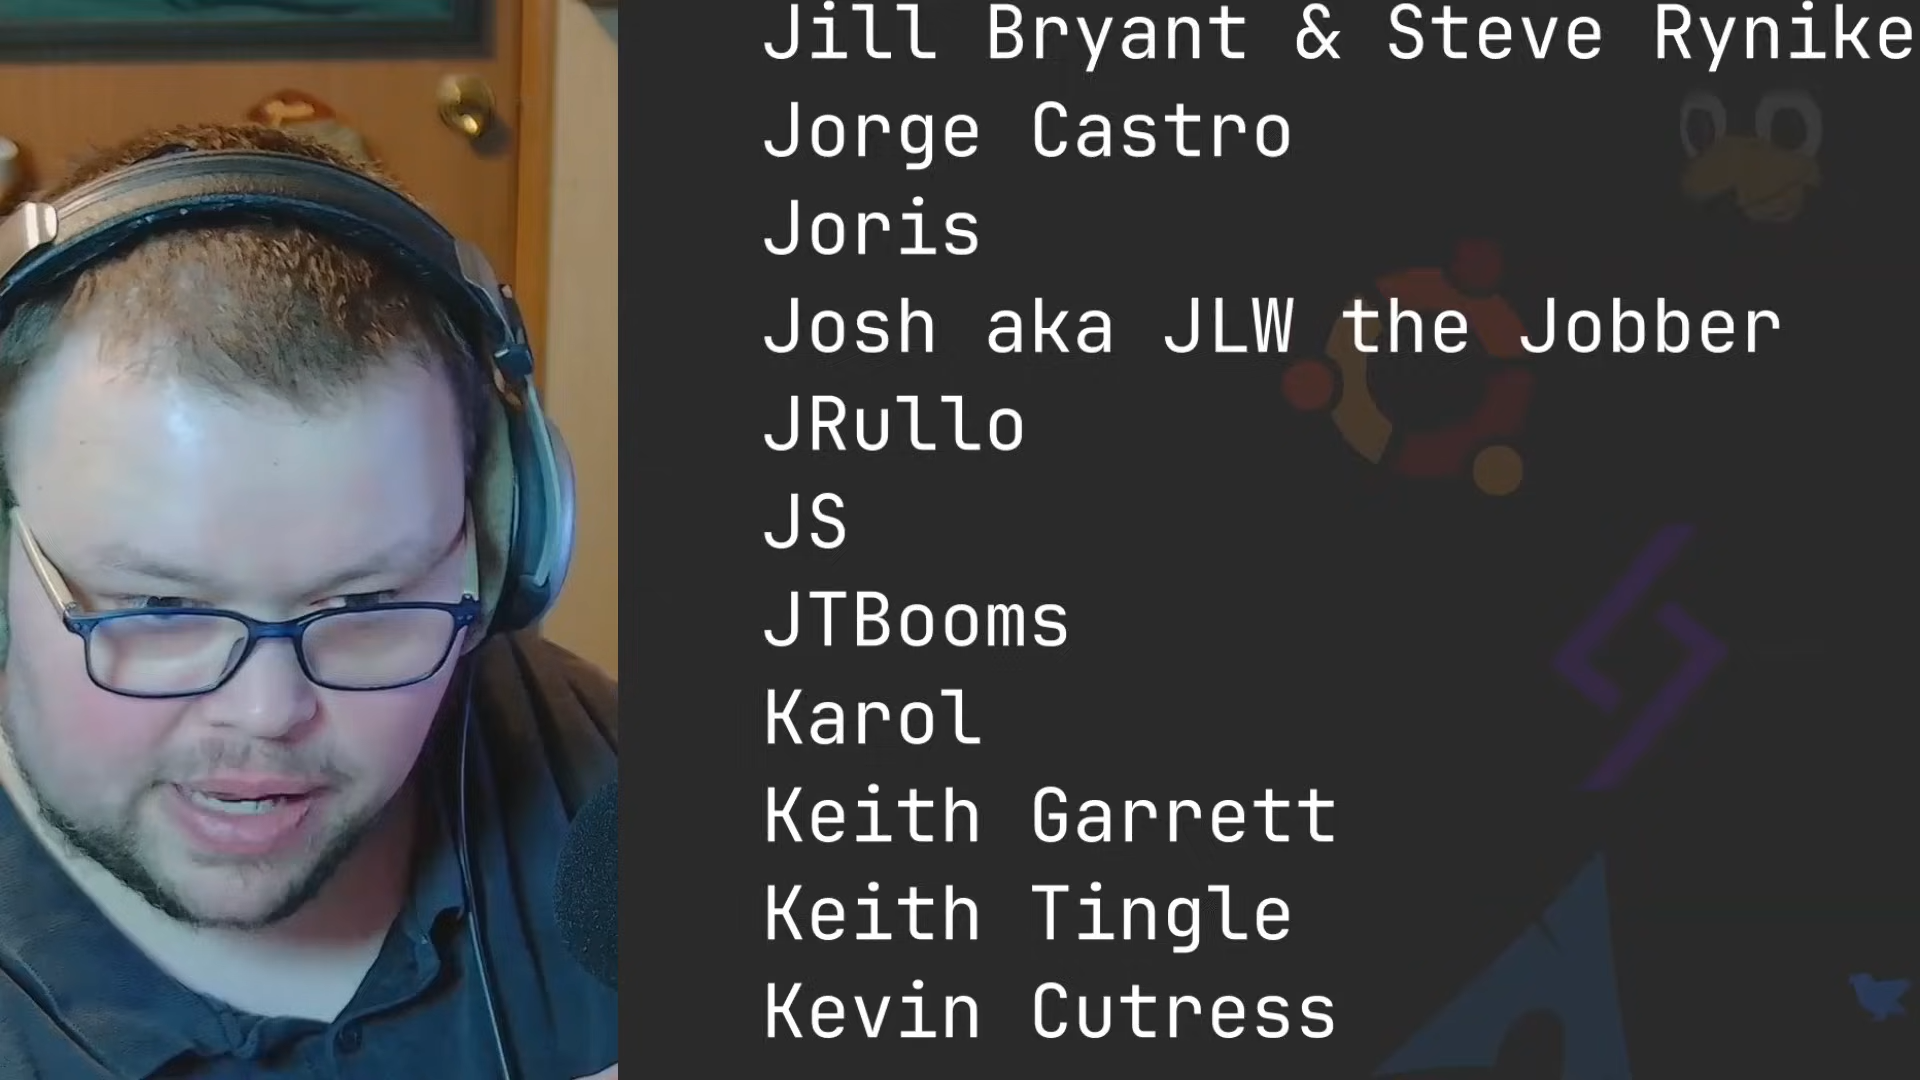 Jill Bryant & Steve Rynike
Jorge Castro
Joris
Josh aka JLW the Jobber
JRullo
JS
JTBooms
Karol
Keith Garrett
Keith Tingle
Kevin Cutress